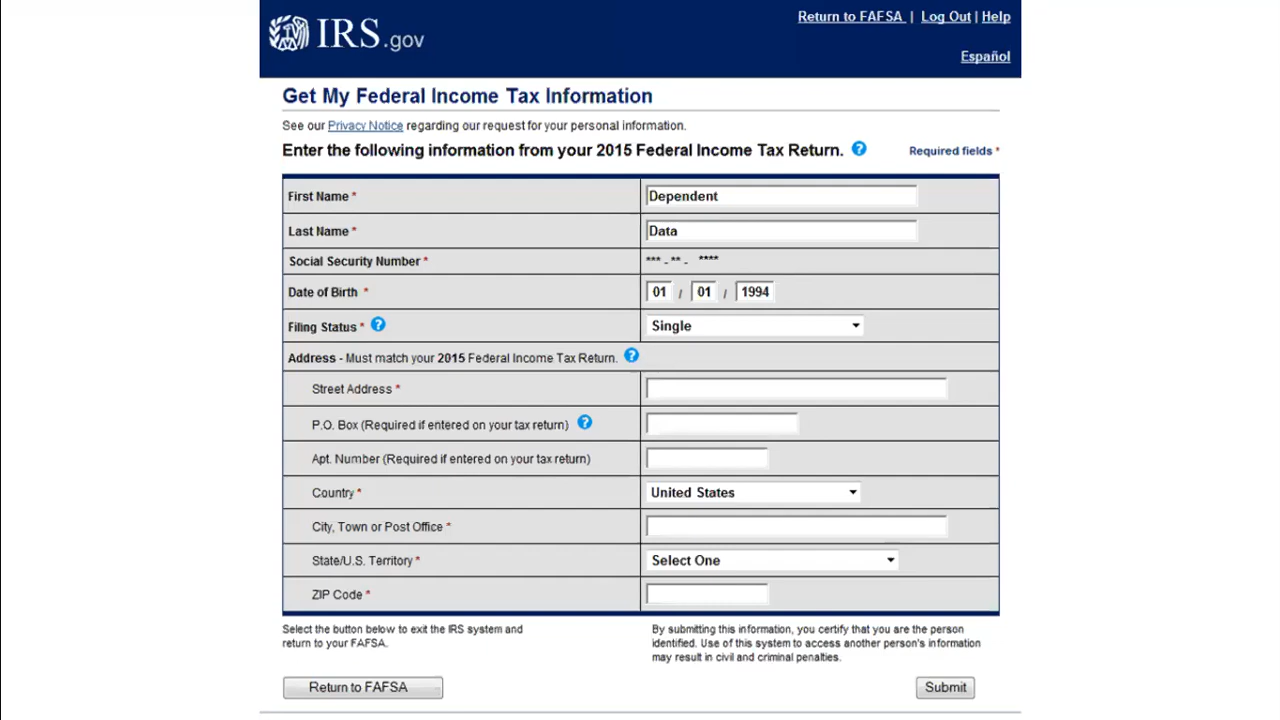 IRS.gov
Return to FAFSA | Log Out | Help
Español
Get My Federal Income Tax Information
See our Privacy Notice regarding our request for your personal information.
Enter the following information from your 2015 Federal Income Tax Return. ? Required fields *
First Name * Dependent
Last Name * Data
Social Security Number * *** - ** - ****
Date of Birth * 01 / 01 / 1994
Filing Status * ? Single
Address - Must match your 2015 Federal Income Tax Return. ?
Street Address *
P.O. Box (Required if entered on your tax return) ?
Apt. Number (Required if entered on your tax return)
Country * United States
City, Town or Post Office *
State/U.S. Territory * Select One
ZIP Code *
Select the button below to exit the IRS system and
return to your FAFSA.
By submitting this information, you certify that you are the person
identified. Use of this system to access another person's information
may result in civil and criminal penalties.
Return to FAFSA
Submit